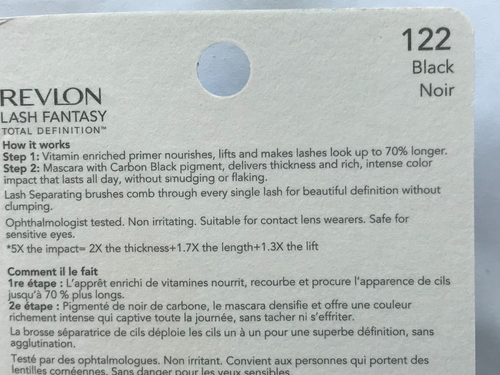 122
Black
Noir
REVLON
LASH FANTASY
TOTAL DEFINITION™
How it works
Step 1: Vitamin enriched primer nourishes, lifts and makes lashes look up to 70% longer.
Step 2: Mascara with Carbon Black pigment, delivers thickness and rich, intense color
impact that lasts all day, without smudging or flaking.
Lash Separating brushes comb through every single lash for beautiful definition without
clumping.
Ophthalmologist tested. Non irritating. Suitable for contact lens wearers. Safe for
sensitive eyes.
*5X the impact= 2X the thickness+1.7X the length+1.3X the lift
Comment il le fait
1re étape : L'apprêt enrichi de vitamines nourrit, recourbe et procure l'apparence de cils
jusqu'à 70 % plus longs.
2e étape : Pigmenté de noir de carbone, le mascara densifie et offre une couleur
richement intense qui captive toute la journée, sans tacher ni s'effriter.
La brosse séparatrice de cils déploie les cils un à un pour une superbe définition, sans
agglutination.
Testé par des ophtalmologues. Non irritant. Convient aux personnes qui portent des
lentilles cornéennes. Sans danger pour les yeux sensibles.